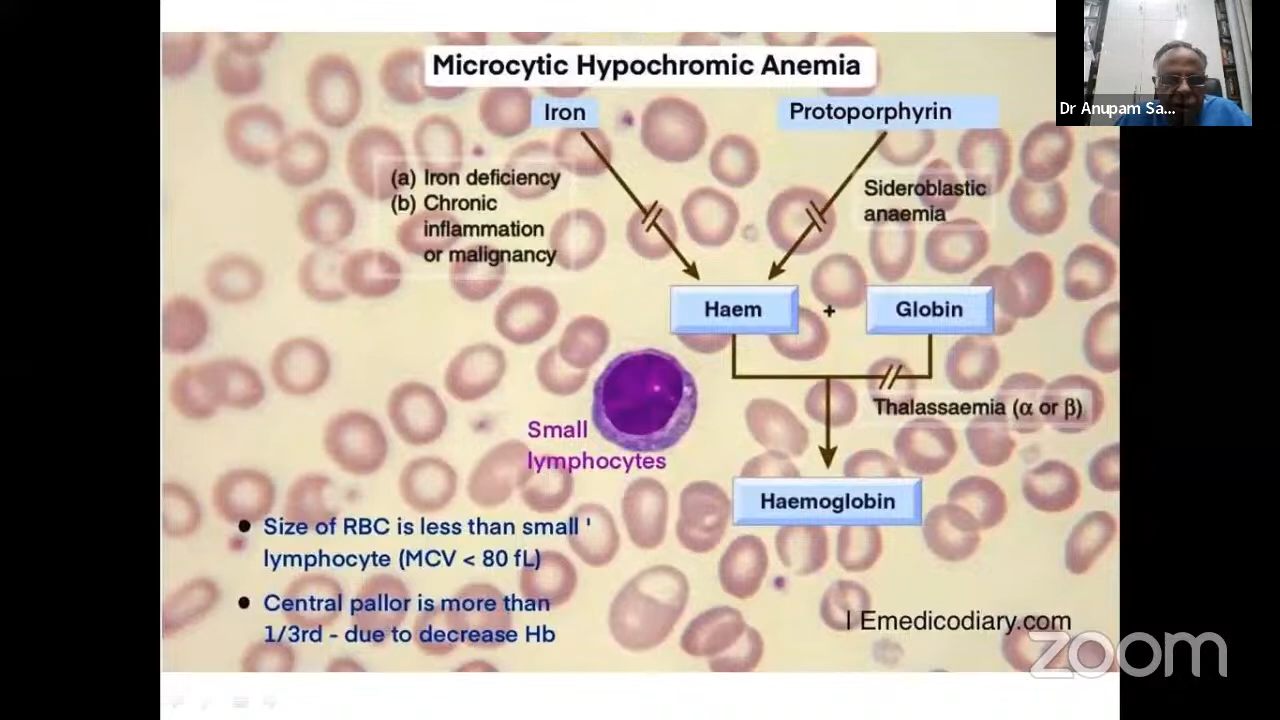 Microcytic Hypochromic Anemia
Iron
Protoporphyrin
Dr Anupam Sa...
(a) Iron deficiency
(b) Chronic
inflammation
or malignancy
Sideroblastic
anaemia
Haem
+
Globin
Thalassaemia (α or β)
Small
lymphocytes
Haemoglobin
● Size of RBC is less than small '
lymphocyte (MCV < 80 fL)
● Central pallor is more than
1/3rd - due to decrease Hb
| Emedicodiary.com
zoom